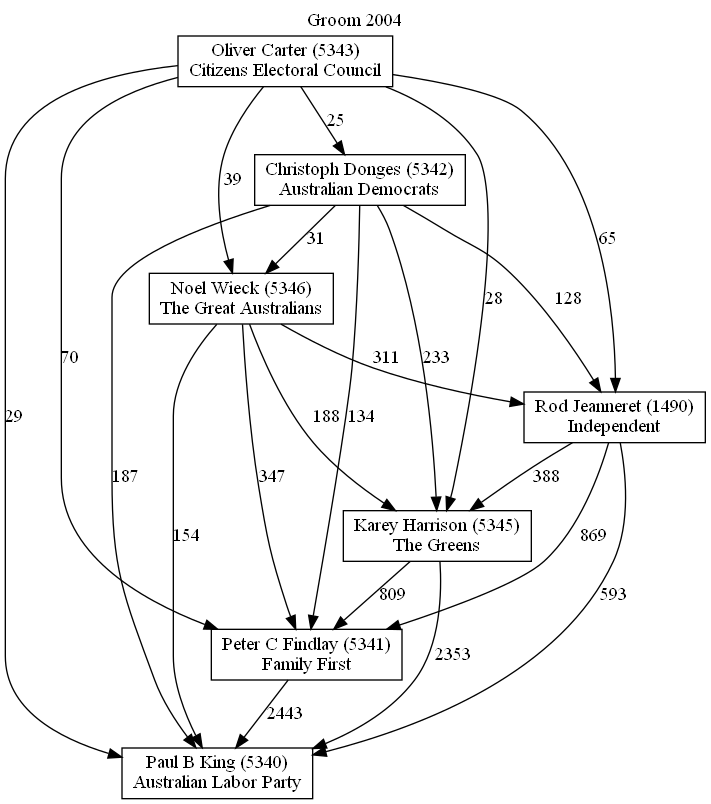 Groom 2004
Oliver Carter (5343)
Citizens Electoral Council
25
Christoph Donges (5342)
Australian Democrats
39
31
65
Noel Wieck (5346)
The Great Australians
28
128
70
311
233
Rod Jeanneret (1490)
Independent
29
188
134
187
347
388
154
Karey Harrison (5345)
The Greens
869
809
593
Peter C Findlay (5341)
Family First
2353
2443
Paul B King (5340)
Australian Labor Party